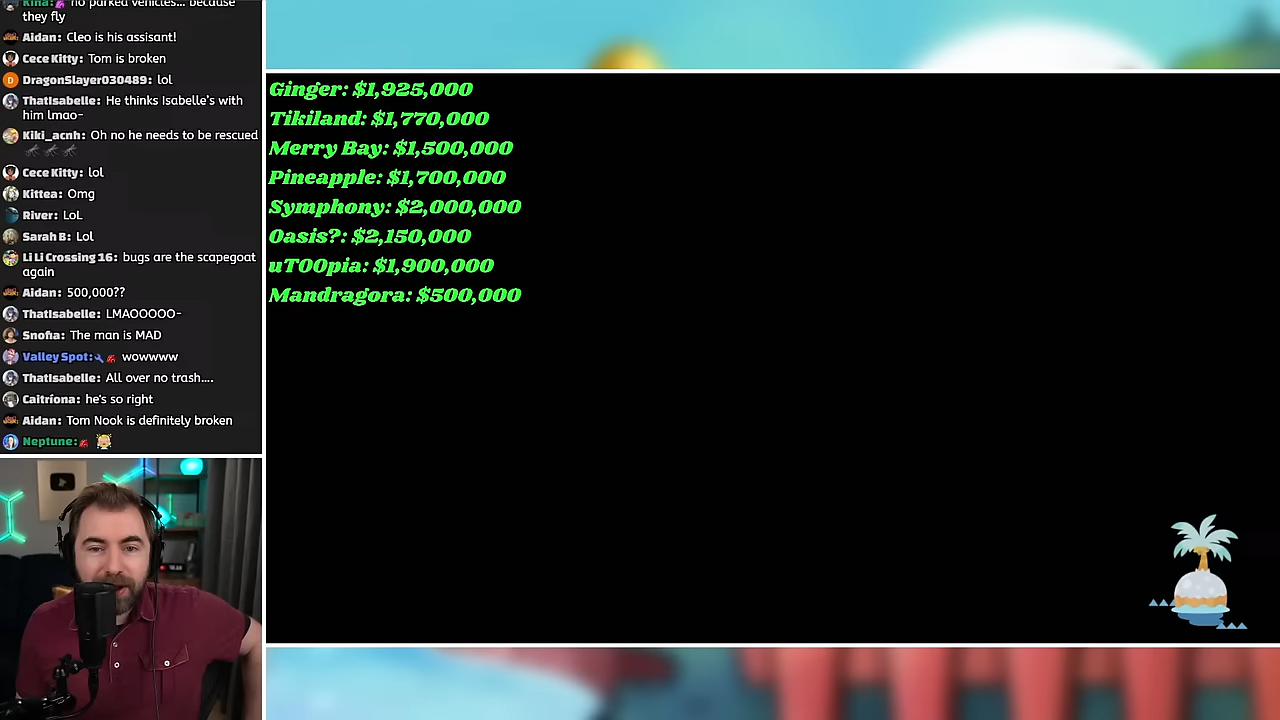 Rina: no parked vehicles... because
they fly
Aidan: Cleo is his assisant!
Cece Kitty: Tom is broken
D DragonSlayer030489: lol
ThatIsabelle: He thinks Isabelle's with
him lmao-
Kiki_acnh: Oh no he needs to be rescued
Cece Kitty: lol
Kittea: Omg
River: LoL
Sarah B: Lol
Li Li Crossing 16: bugs are the scapegoat
again
Aidan: 500,000??
ThatIsabelle: LMAOOOOO-
Snofia: The man is MAD
Valley Spot: wowwww
ThatIsabelle: All over no trash....
Caitríona: he's so right
Aidan: Tom Nook is definitely broken
Neptune:
Ginger: $1,925,000
Tikiland: $1,770,000
Merry Bay: $1,500,000
Pineapple: $1,700,000
Symphony: $2,000,000
Oasis?: $2,150,000
uTOOpia: $1,900,000
Mandragora: $500,000